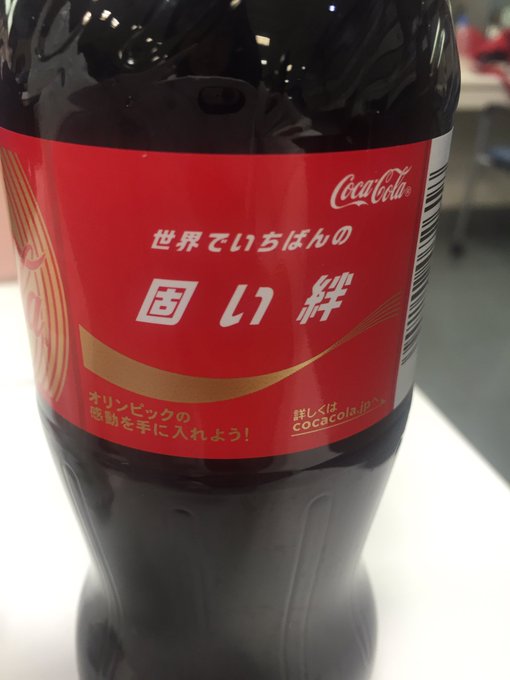 Coca-Cola
世界でいちばんの
固い絆
オリンピックの
感動を手に入れよう!
詳しくは
cocacola.jpへ